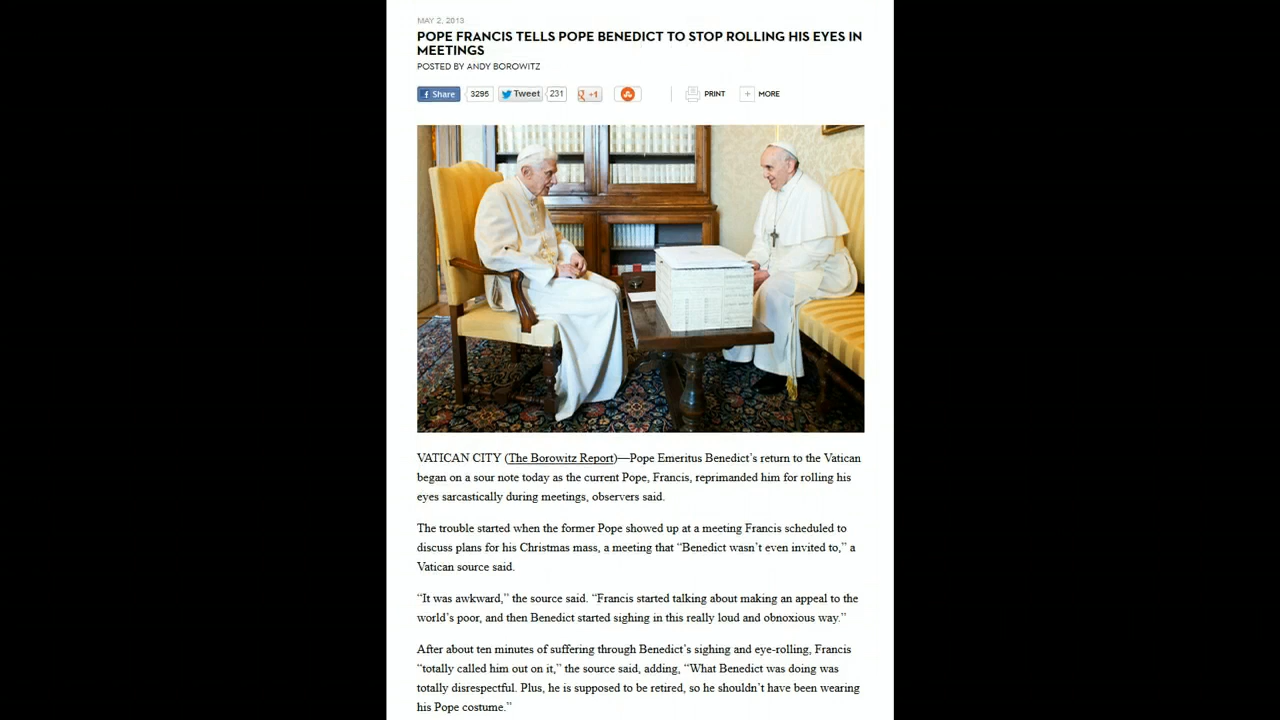 MAY 2, 2013
POPE FRANCIS TELLS POPE BENEDICT TO STOP ROLLING HIS EYES IN
MEETINGS
POSTED BY ANDY BOROWITZ
f Share 3295 Tweet 231 g +1 PRINT + MORE
VATICAN CITY (The Borowitz Report)—Pope Emeritus Benedict’s return to the Vatican
began on a sour note today as the current Pope, Francis, reprimanded him for rolling his
eyes sarcastically during meetings, observers said.
The trouble started when the former Pope showed up at a meeting Francis scheduled to
discuss plans for his Christmas mass, a meeting that “Benedict wasn’t even invited to,” a
Vatican source said.
“It was awkward,” the source said. “Francis started talking about making an appeal to the
world’s poor, and then Benedict started sighing in this really loud and obnoxious way.”
After about ten minutes of suffering through Benedict’s sighing and eye-rolling, Francis
“totally called him out on it,” the source said, adding, “What Benedict was doing was
totally disrespectful. Plus, he is supposed to be retired, so he shouldn’t have been wearing
his Pope costume.”